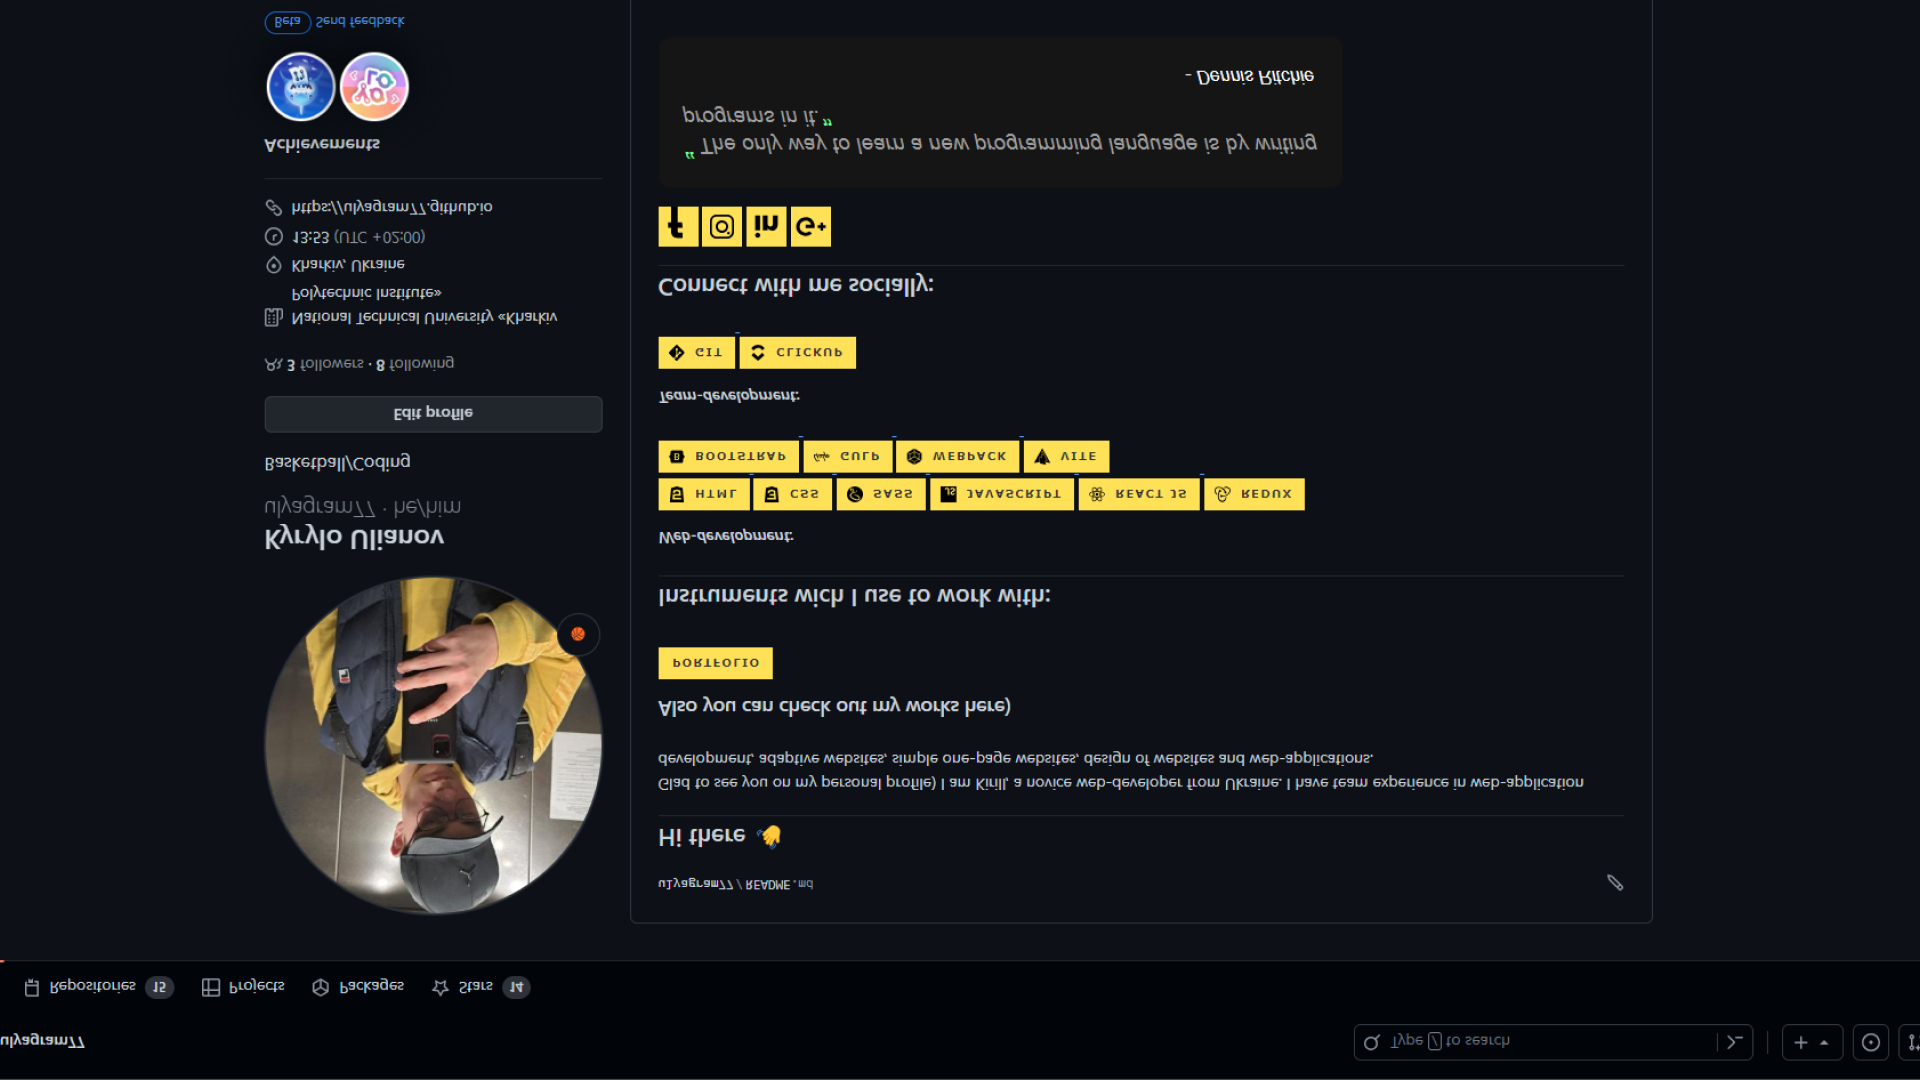 ulyagram77
Type / to search
Repositories 15 Projects Packages Stars 14
Kyrylo Ulianov
ulyagram77 · he/him
Basketball/Coding
Edit profile
3 followers · 8 following
National Technical University «Kharkiv
Polytechnic Institute»
Kharkiv, Ukraine
13:53 (UTC +02:00)
https://ulyagram77.github.io
Achievements
Beta Send feedback
ulyagram77 / README.md
Hi there 👋
Glad to see you on my personal profile) I am Kirill, a novice web-developer from Ukraine. I have team experience in web-application
development, adaptive websites, simple one-page websites, design of websites and web-applications.
Also you can check out my works here)
PORTFOLIO
Instruments wich I use to work with:
Web-development:
HTML CSS SASS JAVASCRIPT REACT JS REDUX
BOOTSTRAP GULP WEBPACK VITE
Team-development:
GIT CLICKUP
Connect with me socially:
t in G+
“ The only way to learn a new programming language is by writing
programs in it. ”
- Dennis Ritchie